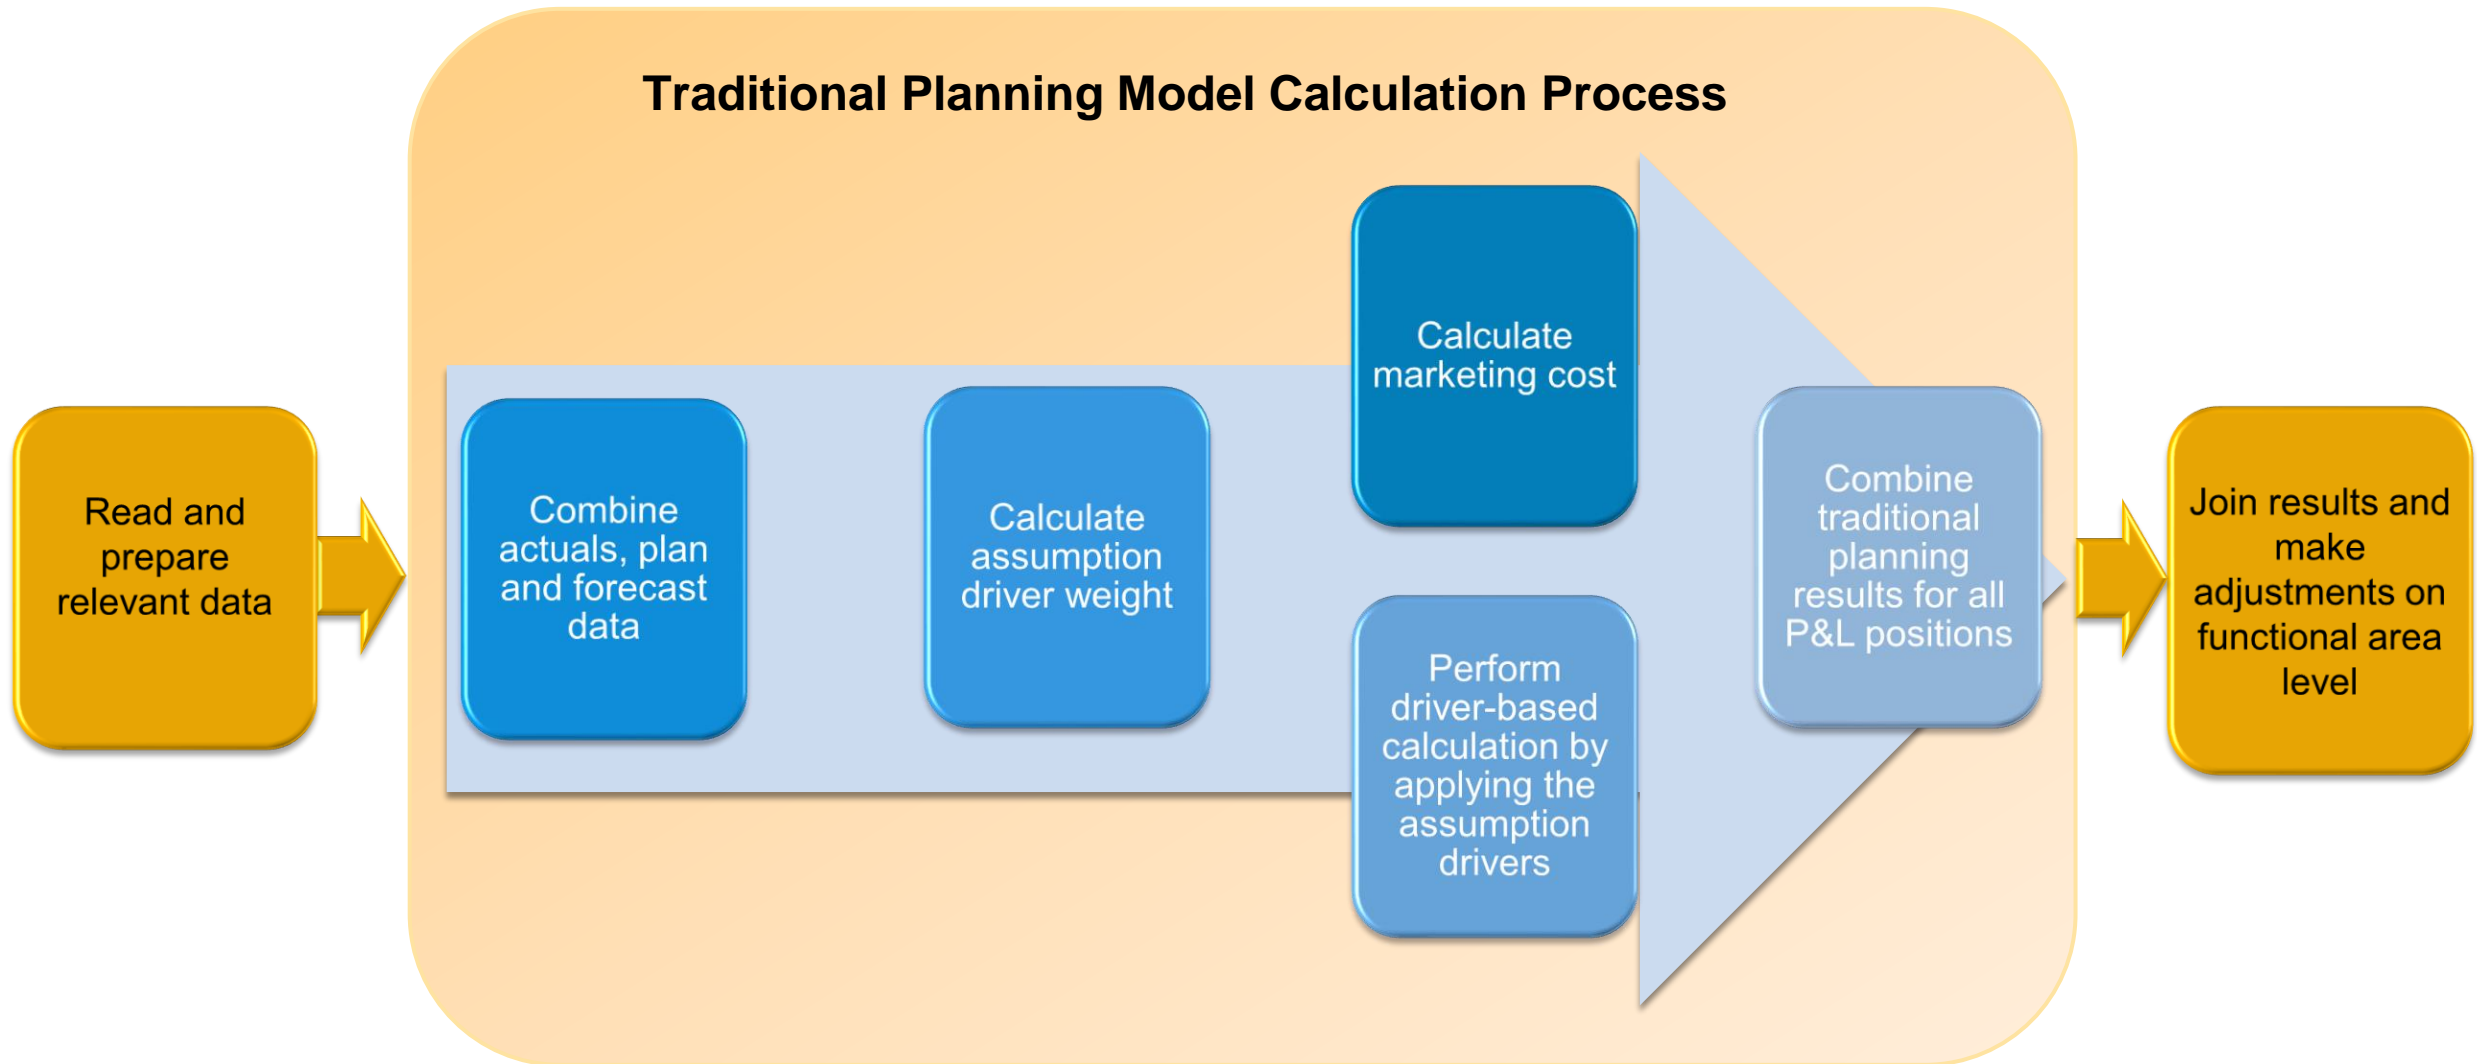 Traditional Planning Model Calculation Process
Read and
prepare
relevant data
Combine
actuals, plan
and forecast
data
Calculate
assumption
driver weight
Calculate
marketing cost
Perform
driver-based
calculation by
applying the
assumption
drivers
Combine
traditional
planning
results for all
P&L positions
Join results and
make
adjustments on
functional area
level